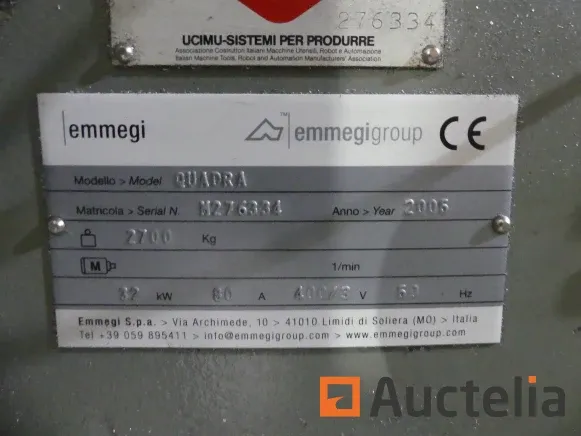 276334
UCIMU-SISTEMI PER PRODURRE
Associazione Costruttori Italiani Macchine Utensili, Robot e Automazione
Italian Machine Tools, Robot and Automation Manufacturers' Association
emmegi ™ emmegigroup CE
Modello > Model QUADRA
Matricola > Serial N. M276334 Anno > Year 2005
2700 Kg
M 1/min
32 kW 80 A 400/3 V 50 Hz
Emmegi S.p.a. > Via Archimede, 10 > 41010 Limidi di Soliera (MO) > Italia
Tel +39 059 895411 > info@emmegigroup.com > www.emmegigroup.com
Auctelia